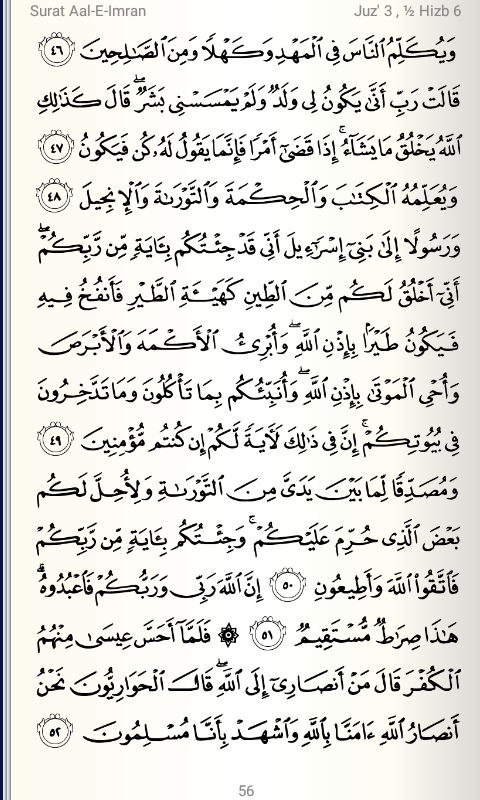 Surat Aal-E-Imran Juz' 3 , ½ Hizb 6
وَيُكَلِّمُ ٱلنَّاسَ فِي ٱلْمَهْدِ وَكَهْلًا وَمِنَ ٱلصَّٰلِحِينَ ٤٦
قَالَتْ رَبِّ أَنَّىٰ يَكُونُ لِي وَلَدٌ وَلَمْ يَمْسَسْنِي بَشَرٌۖ قَالَ كَذَٰلِكِ
ٱللَّهُ يَخْلُقُ مَا يَشَآءُۚ إِذَا قَضَىٰٓ أَمْرًا فَإِنَّمَا يَقُولُ لَهُۥ كُن فَيَكُونُ ٤٧
وَيُعَلِّمُهُ ٱلْكِتَٰبَ وَٱلْحِكْمَةَ وَٱلتَّوْرَىٰةَ وَٱلْإِنجِيلَ ٤٨
وَرَسُولًا إِلَىٰ بَنِيٓ إِسْرَٰٓءِيلَ أَنِّي قَدْ جِئْتُكُم بِـَٔايَةٍ مِّن رَّبِّكُمْۖ
أَنِّيٓ أَخْلُقُ لَكُم مِّنَ ٱلطِّينِ كَهَيْـَٔةِ ٱلطَّيْرِ فَأَنفُخُ فِيهِ
فَيَكُونُ طَيْرًۢا بِإِذْنِ ٱللَّهِۖ وَأُبْرِئُ ٱلْأَكْمَهَ وَٱلْأَبْرَصَ
وَأُحْيِ ٱلْمَوْتَىٰ بِإِذْنِ ٱللَّهِۖ وَأُنَبِّئُكُم بِمَا تَأْكُلُونَ وَمَا تَدَّخِرُونَ
فِي بُيُوتِكُمْۚ إِنَّ فِي ذَٰلِكَ لَـَٔايَةً لَّكُمْ إِن كُنتُم مُّؤْمِنِينَ ٤٩
وَمُصَدِّقًا لِّمَا بَيْنَ يَدَيَّ مِنَ ٱلتَّوْرَىٰةِ وَلِأُحِلَّ لَكُم
بَعْضَ ٱلَّذِي حُرِّمَ عَلَيْكُمْۚ وَجِئْتُكُم بِـَٔايَةٍ مِّن رَّبِّكُمْ
فَٱتَّقُوا۟ ٱللَّهَ وَأَطِيعُونِ ٥٠ إِنَّ ٱللَّهَ رَبِّي وَرَبُّكُمْ فَٱعْبُدُوهُۗ
هَٰذَا صِرَٰطٌ مُّسْتَقِيمٌ ٥١ ۞ فَلَمَّآ أَحَسَّ عِيسَىٰ مِنْهُمُ
ٱلْكُفْرَ قَالَ مَنْ أَنصَارِيٓ إِلَى ٱللَّهِۖ قَالَ ٱلْحَوَارِيُّونَ نَحْنُ
أَنصَارُ ٱللَّهِ ءَامَنَّا بِٱللَّهِ وَٱشْهَدْ بِأَنَّا مُسْلِمُونَ ٥٢
56